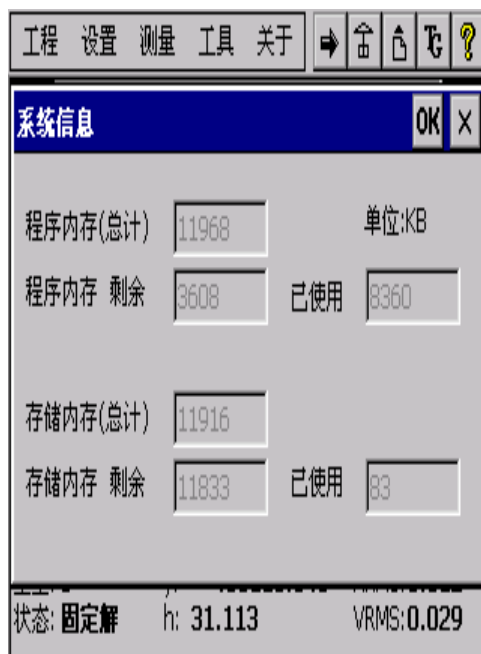 工程 设置 测量 工具 关于
系统信息 OK ×
程序内存(总计) 11968 单位:KB
程序内存 剩余 3608 已使用 8360
存储内存(总计) 11916
存储内存 剩余 11833 已使用 83
状态: 固定解 h: 31.113 VRMS:0.029